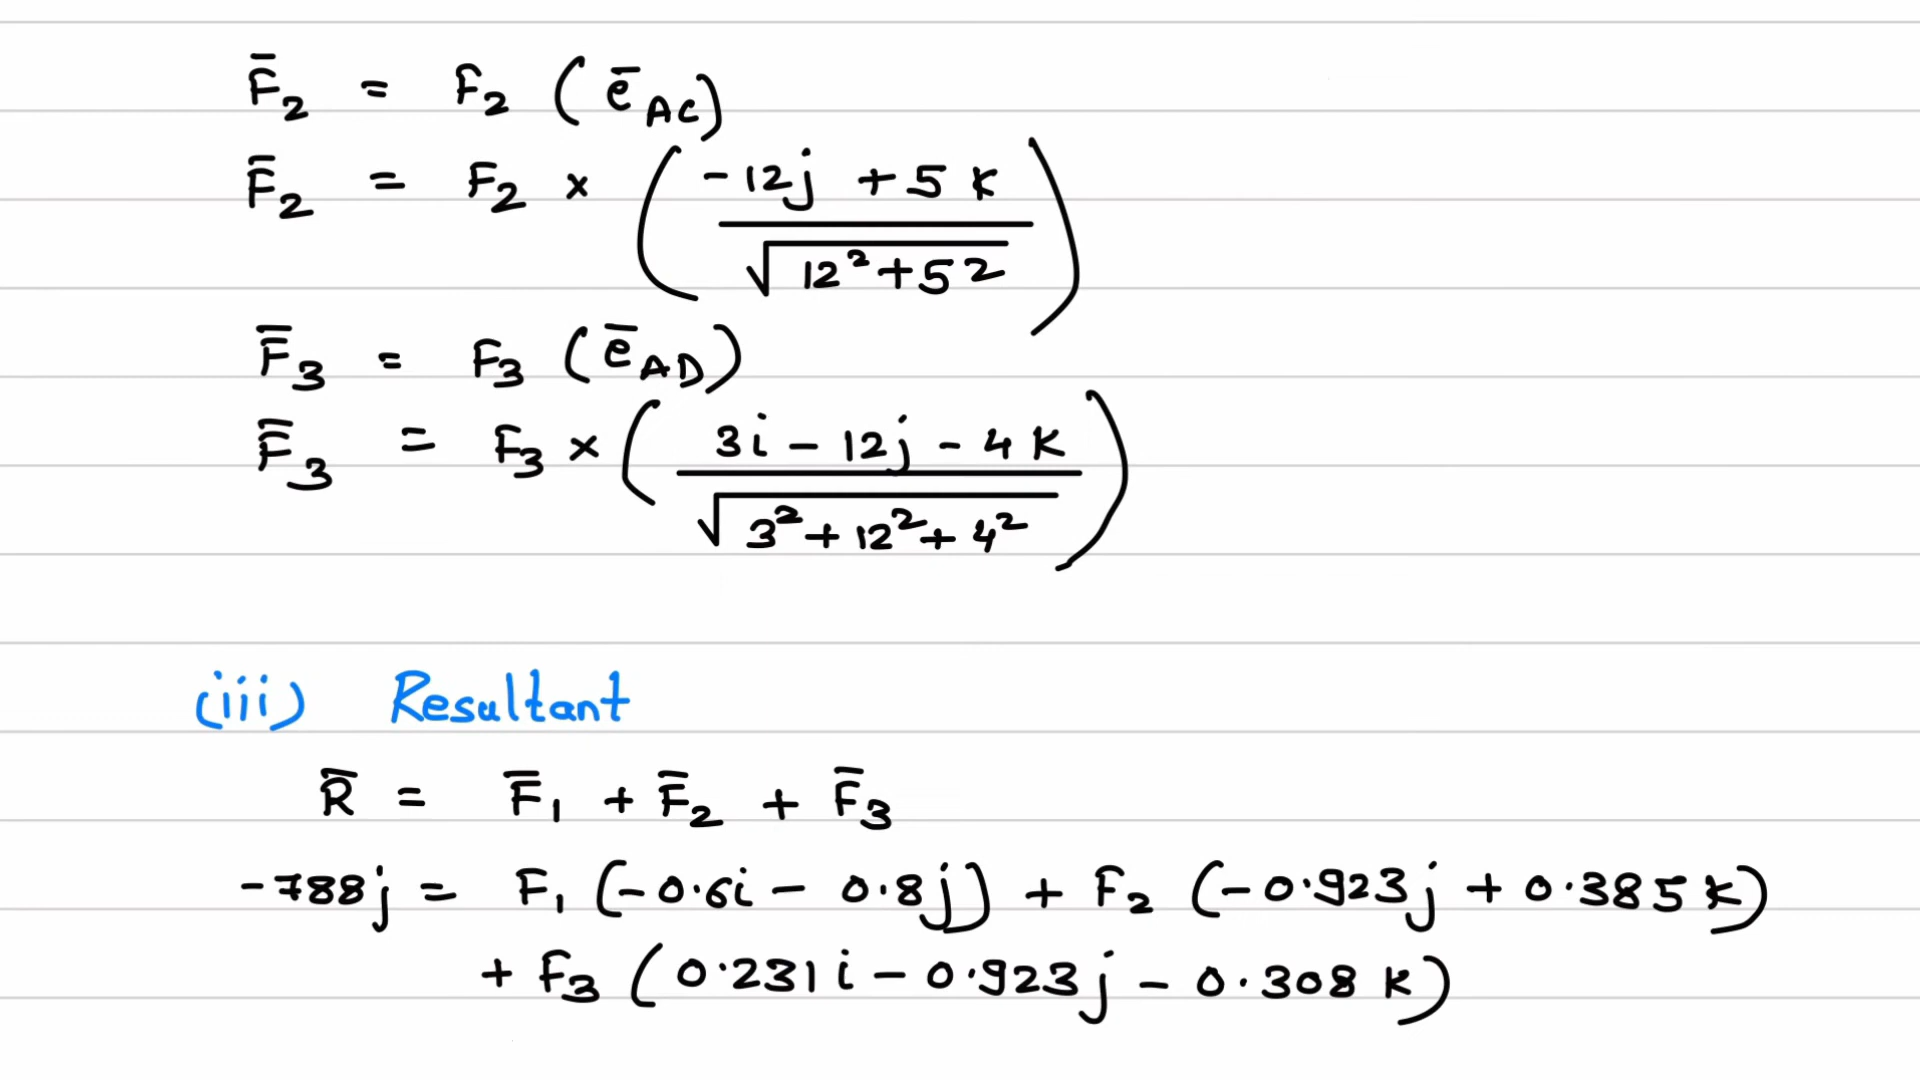 F̄₂ = F₂ (ē_AC)
F̄₂ = F₂ × ( (-12j + 5k) / √(12² + 5²) )
F̄₃ = F₃ (ē_AD)
F̄₃ = F₃ × ( (3i - 12j - 4k) / √(3² + 12² + 4²) )
(iii) Resultant
R̄ = F̄₁ + F̄₂ + F̄₃
-788j = F₁ (-0.6i - 0.8j) + F₂ (-0.923j + 0.385k)
+ F₃ (0.231i - 0.923j - 0.308k)